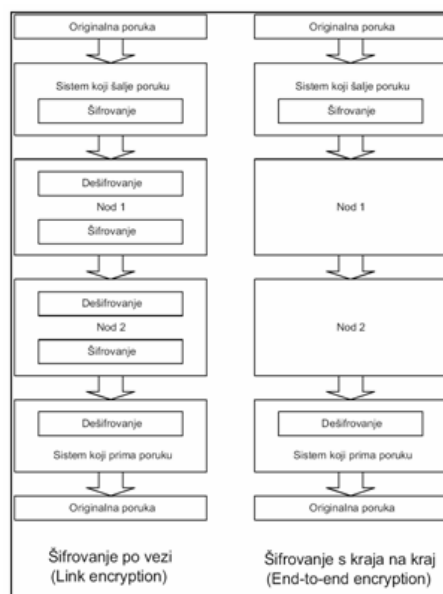 Originalna poruka
Sistem koji šalje poruku
Šifrovanje
Dešifrovanje
Nod 1
Šifrovanje
Dešifrovanje
Nod 2
Šifrovanje
Dešifrovanje
Sistem koji prima poruku
Originalna poruka
Šifrovanje po vezi
(Link encryption)
Originalna poruka
Sistem koji šalje poruku
Šifrovanje
Nod 1
Nod 2
Dešifrovanje
Sistem koji prima poruku
Originalna poruka
Šifrovanje s kraja na kraj
(End-to-end encryption)